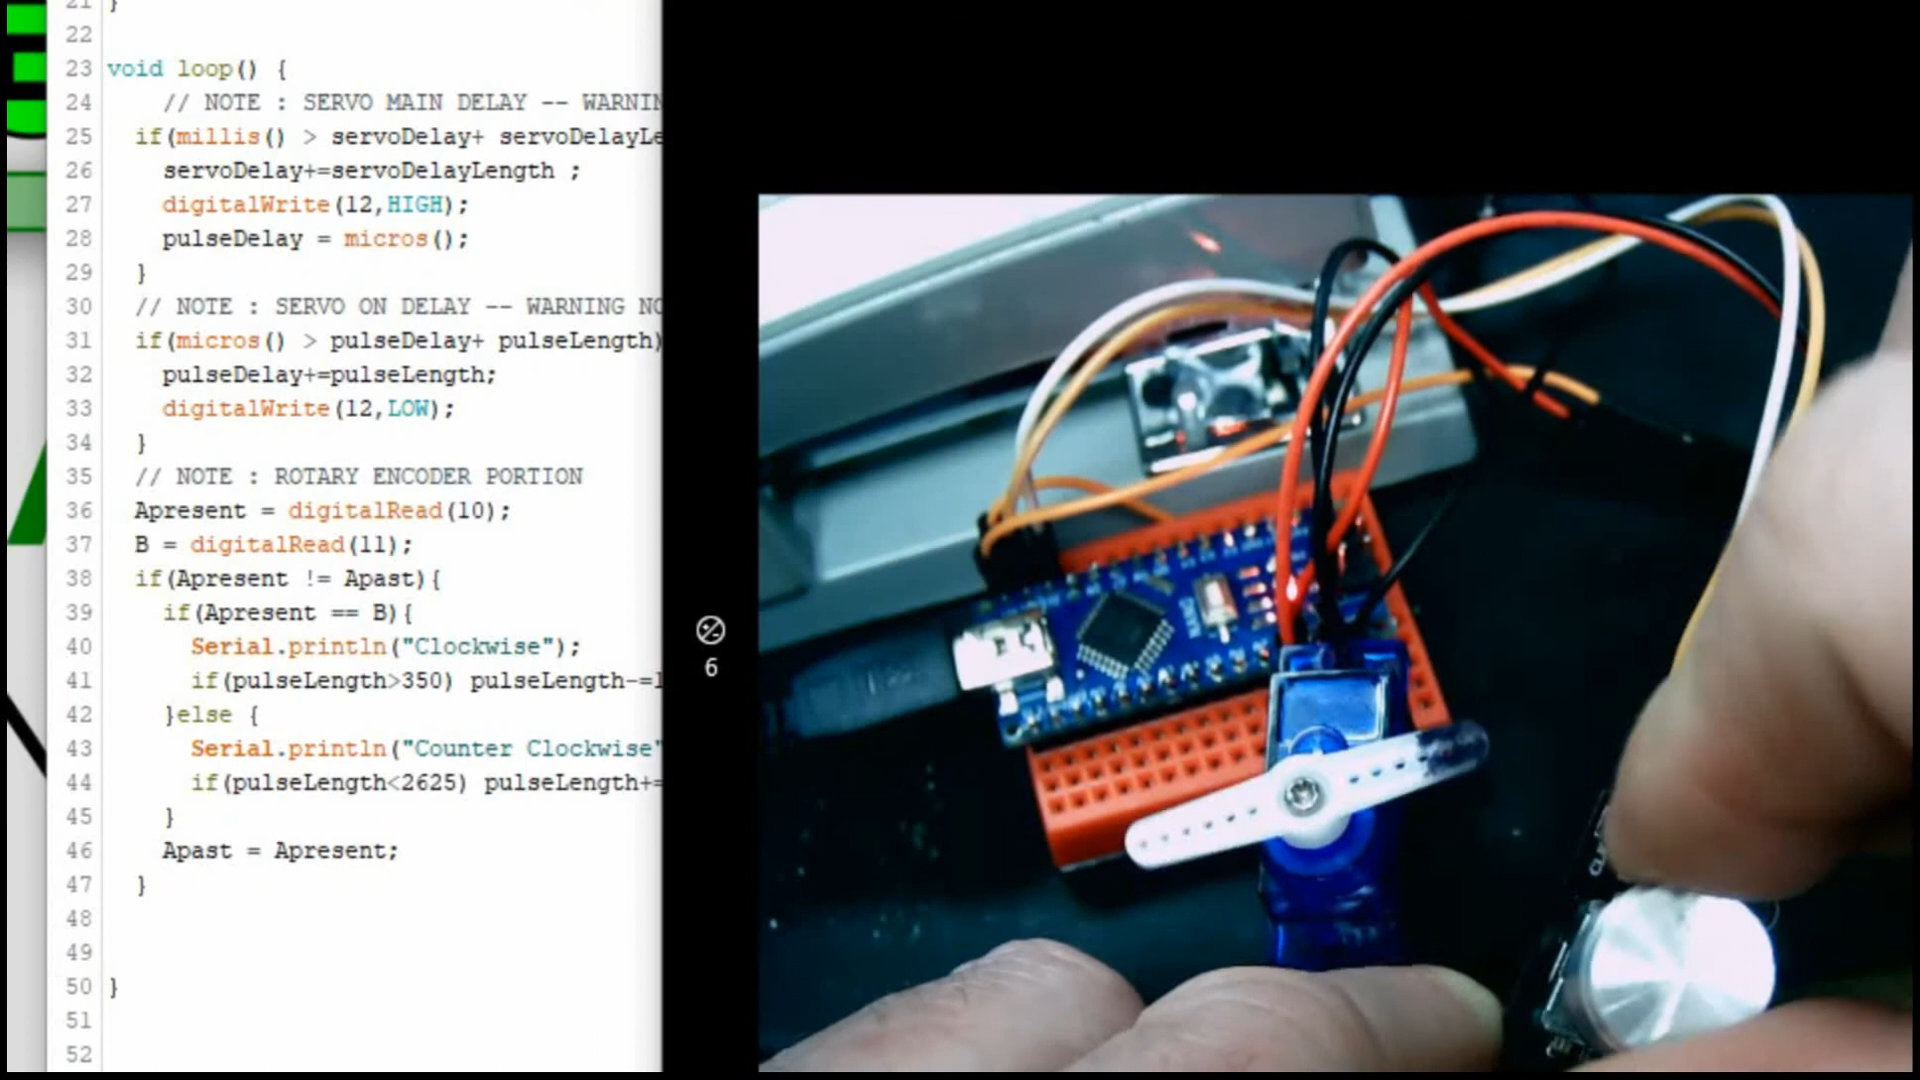 21 }
22
23 void loop() {
24 // NOTE : SERVO MAIN DELAY -- WARNIN
25 if(millis() > servoDelay+ servoDelayLe
26 servoDelay+=servoDelayLength ;
27 digitalWrite(12,HIGH);
28 pulseDelay = micros();
29 }
30 // NOTE : SERVO ON DELAY -- WARNING NO
31 if(micros() > pulseDelay+ pulseLength)
32 pulseDelay+=pulseLength;
33 digitalWrite(12,LOW);
34 }
35 // NOTE : ROTARY ENCODER PORTION
36 Apresent = digitalRead(10);
37 B = digitalRead(11);
38 if(Apresent != Apast){
39 if(Apresent == B){
40 Serial.println("Clockwise");
41 if(pulseLength>350) pulseLength-=1
42 }else {
43 Serial.println("Counter Clockwise"
44 if(pulseLength<2625) pulseLength+=
45 }
46 Apast = Apresent;
47 }
48
49
50 }
51
52
6
NANO